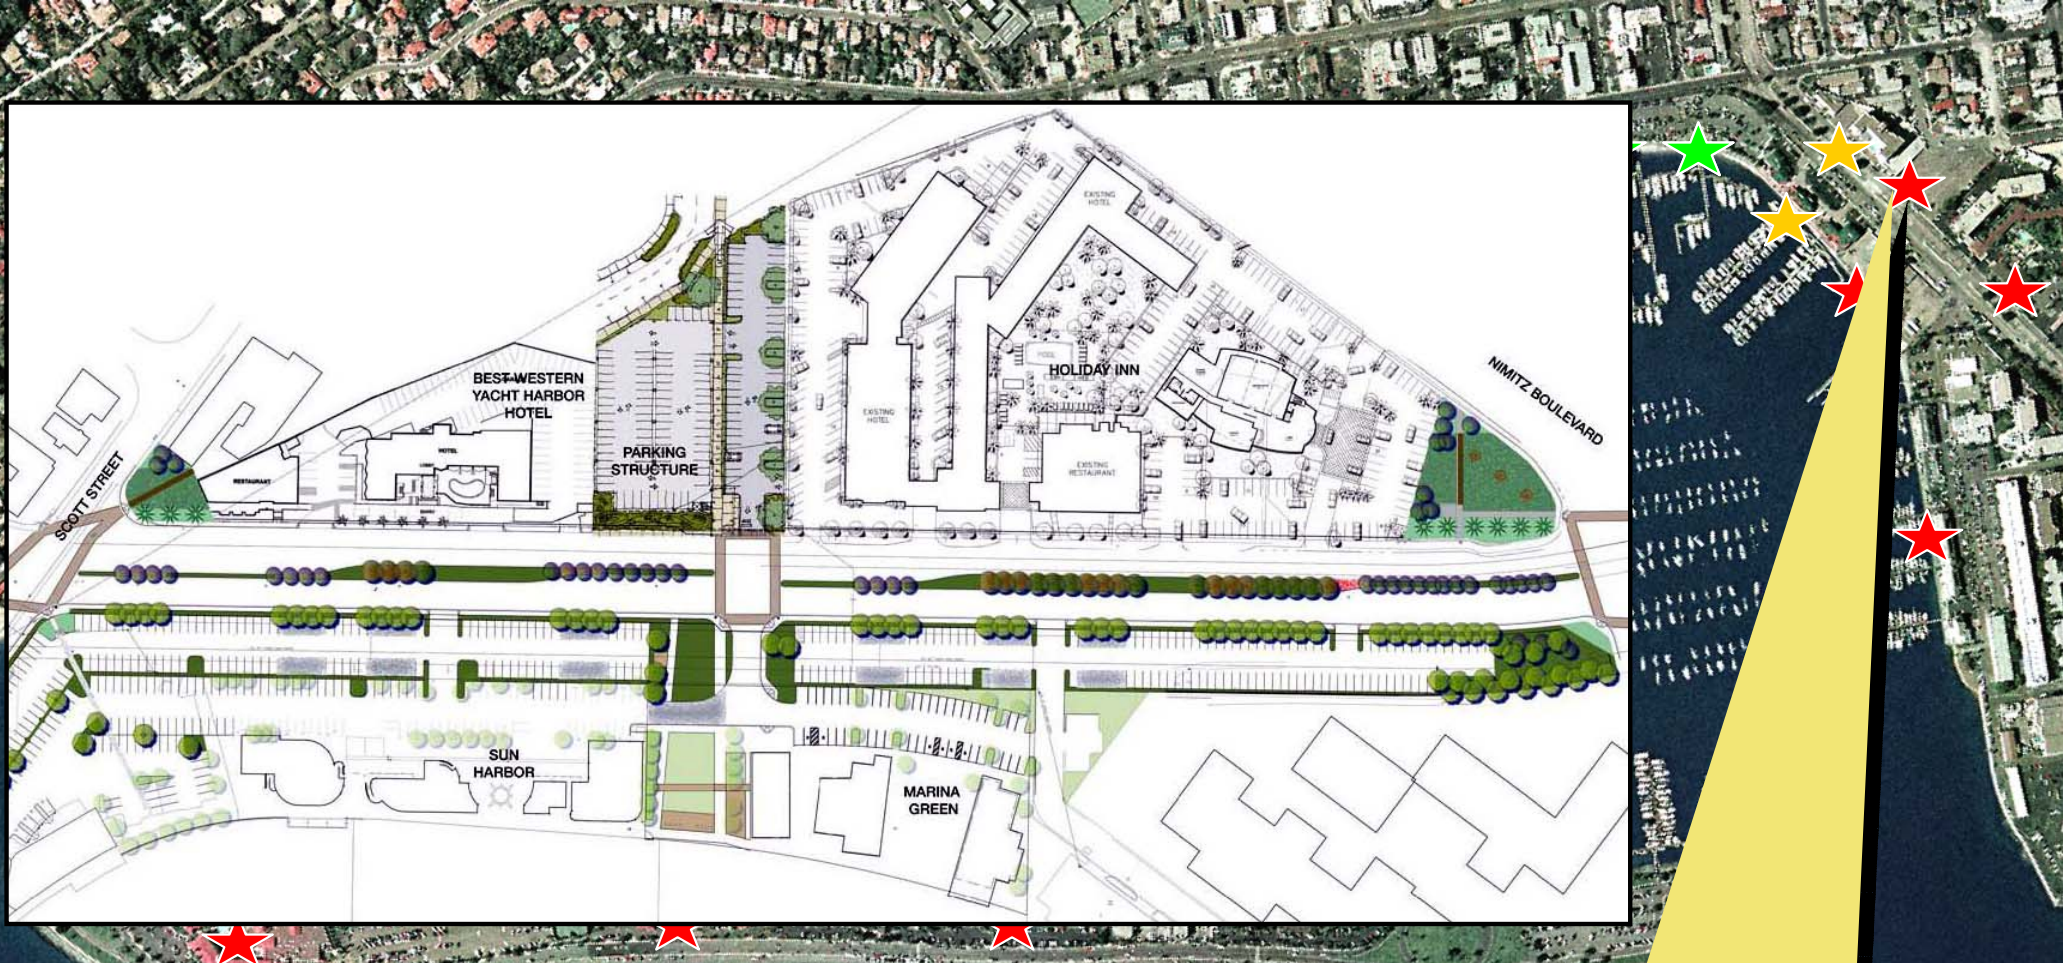 EXISTING
HOTEL
NIMITZ BOULEVARD
POOL
HOLIDAY INN
BEST WESTERN
YACHT HARBOR
HOTEL
EXISTING
HOTEL
HOTEL
LOBBY
PARKING
STRUCTURE
EXISTING
RESTAURANT
RESTAURANT
SCOTT STREET
SUN
HARBOR
MARINA
GREEN